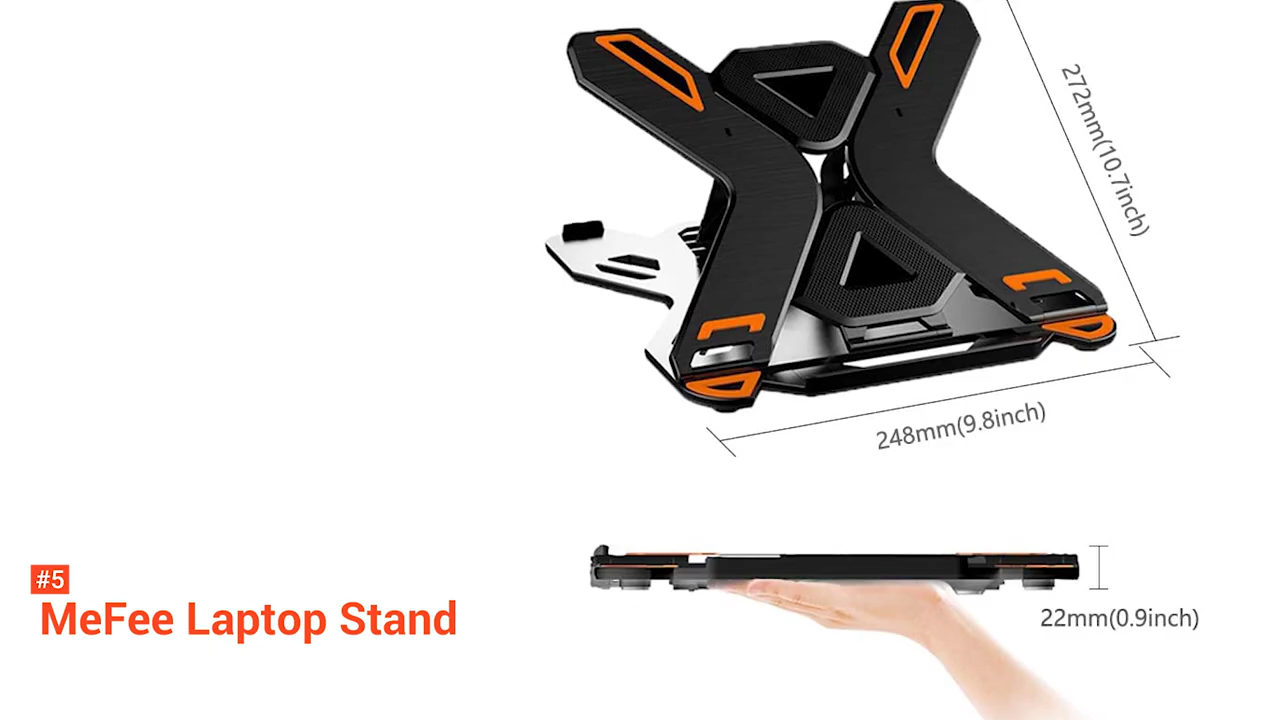 272mm(10.7inch)
248mm(9.8inch)
#5
MeFee Laptop Stand
22mm(0.9inch)